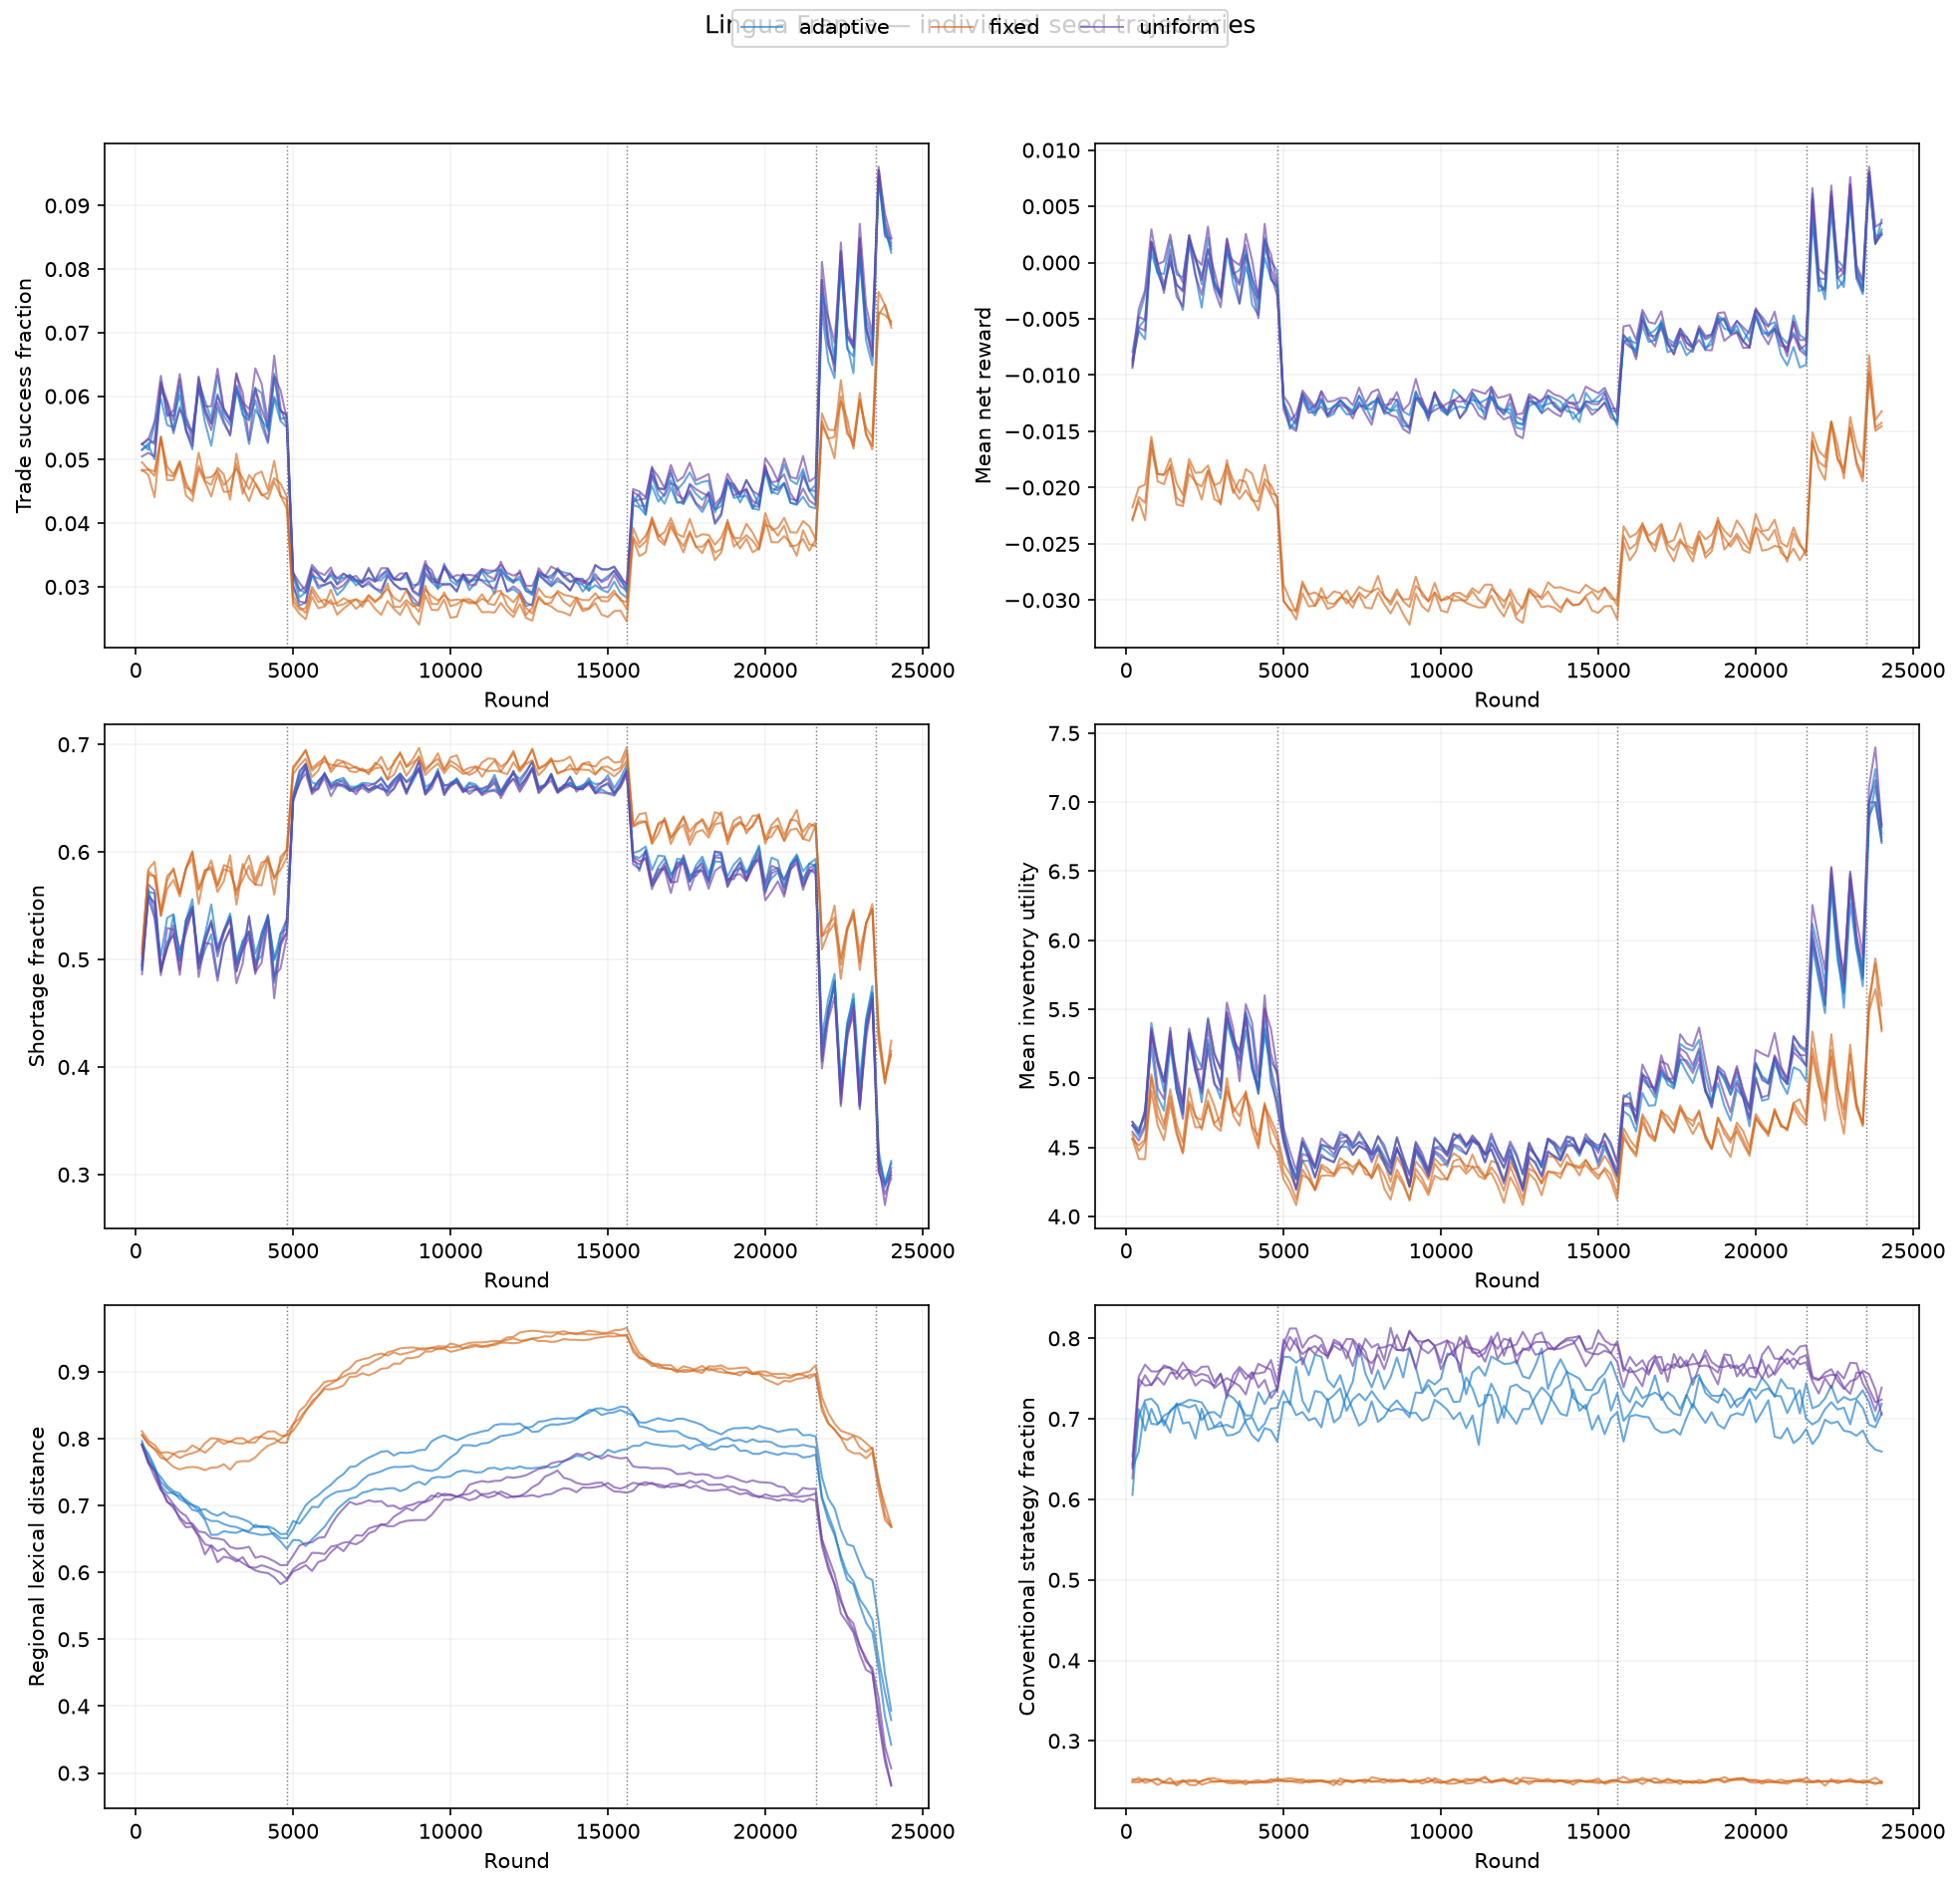 Lingua Franca — individual seed trajectories
adaptive fixed uniform
Trade success fraction
0.09
0.08
0.07
0.06
0.05
0.04
0.03
0 5000 10000 15000 20000 25000
Round
Mean net reward
0.010
0.005
0.000
−0.005
−0.010
−0.015
−0.020
−0.025
−0.030
0 5000 10000 15000 20000 25000
Round
Shortage fraction
0.7
0.6
0.5
0.4
0.3
0 5000 10000 15000 20000 25000
Round
Mean inventory utility
7.5
7.0
6.5
6.0
5.5
5.0
4.5
4.0
0 5000 10000 15000 20000 25000
Round
Regional lexical distance
0.9
0.8
0.7
0.6
0.5
0.4
0.3
0 5000 10000 15000 20000 25000
Round
Conventional strategy fraction
0.8
0.7
0.6
0.5
0.4
0.3
0 5000 10000 15000 20000 25000
Round